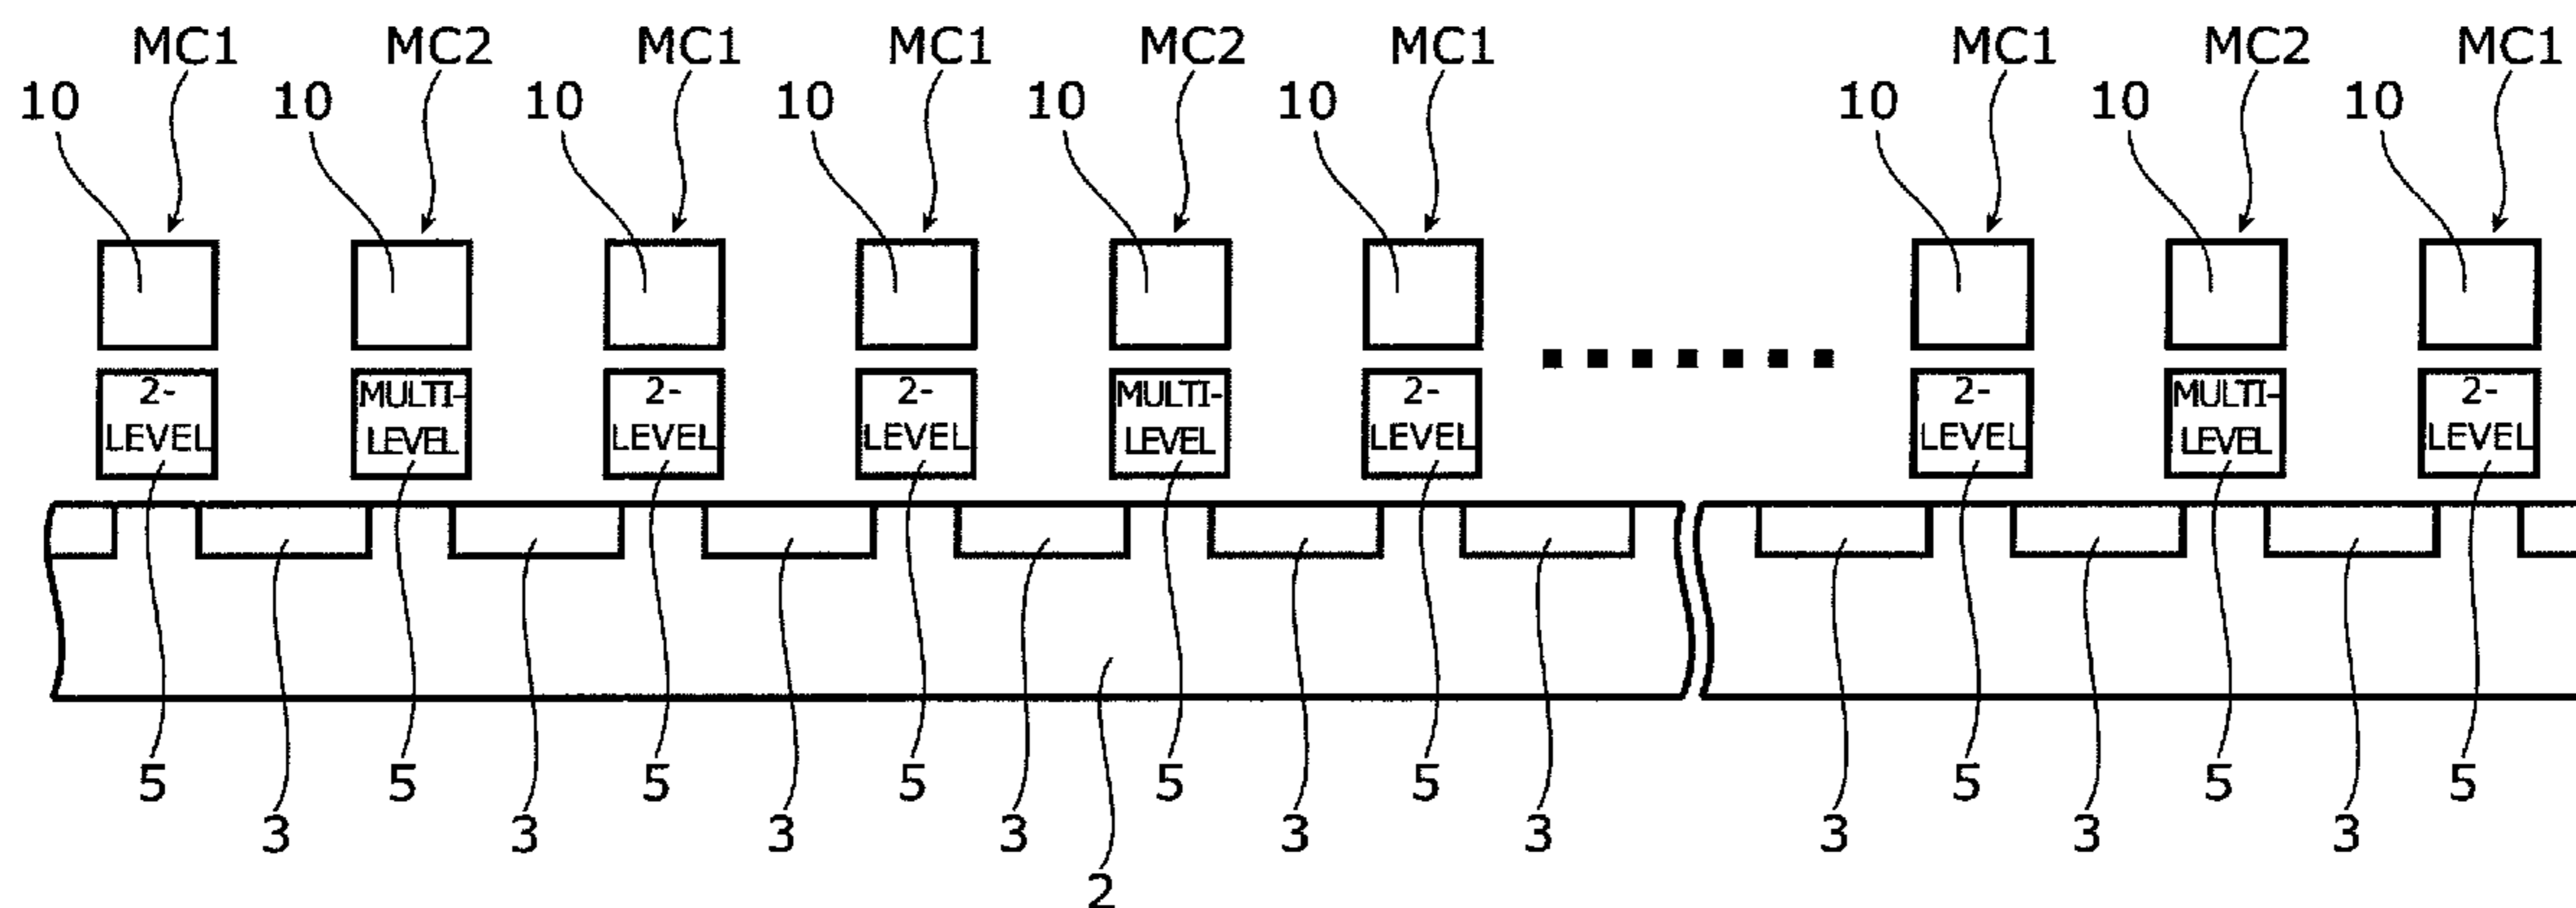 MC1 MC2 MC1 MC1 MC2 MC1 MC1 MC2 MC1
10 10 10 10 10 10 10 10 10
2- MULTI- 2- 2- MULTI- 2- 2- MULTI- 2-
LEVEL LEVEL LEVEL LEVEL LEVEL LEVEL LEVEL LEVEL LEVEL
5 5 5 5 5 5 5 5 5
3 3 3 3 3 3 3 3 3
2